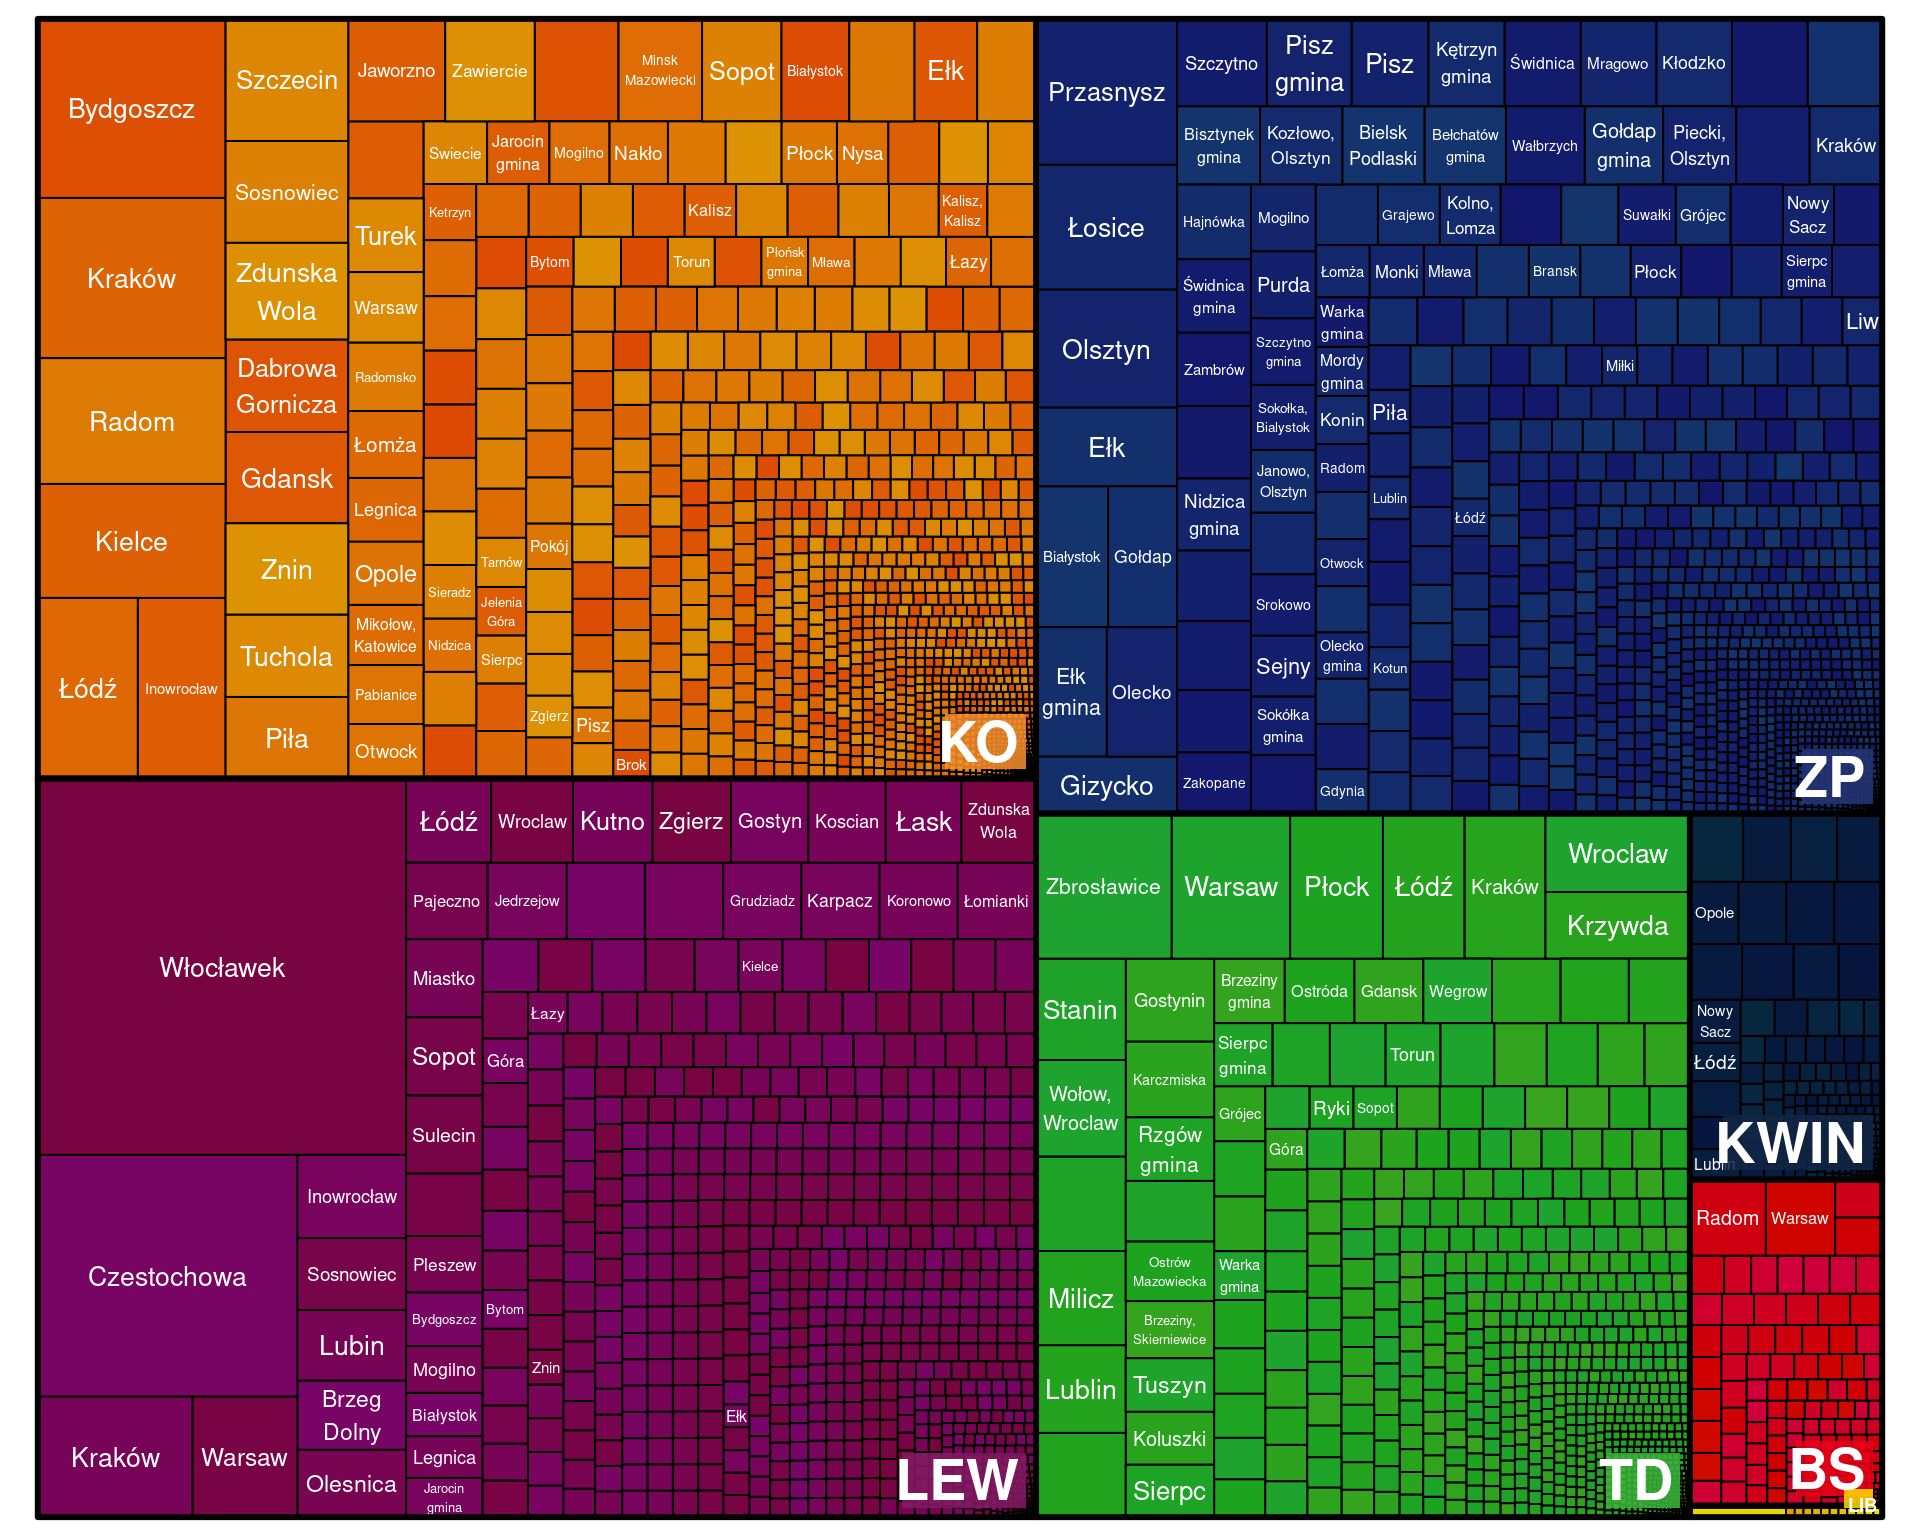 Bydgoszcz
Kraków
Radom
Kielce
Łódź
Inowrocław
Szczecin
Sosnowiec
Zdunska
Wola
Dabrowa
Gornicza
Gdansk
Znin
Tuchola
Piła
Jaworzno
Zawiercie
Minsk
Mazowiecki
Sopot
Białystok
Ełk
Swiecie
Jarocin
gmina
Mogilno
Nakło
Płock
Nysa
Turek
Warsaw
Radomsko
Łomża
Legnica
Opole
Mikołow,
Katowice
Pabianice
Otwock
Ketrzyn
Kalisz
Kalisz,
Kalisz
Bytom
Torun
Płońsk
gmina
Mława
Łazy
Sieradz
Nidzica
Tarnów
Jelenia
Góra
Sierpc
Pokój
Zgierz
Pisz
Brok
KO
Przasnysz
Łosice
Olsztyn
Ełk
Białystok
Gołdap
Ełk
gmina
Olecko
Gizycko
Szczytno
Pisz
gmina
Pisz
Kętrzyn
gmina
Świdnica
Mragowo
Kłodzko
Bisztynek
gmina
Kozłowo,
Olsztyn
Bielsk
Podlaski
Bełchatów
gmina
Wałbrzych
Gołdap
gmina
Piecki,
Olsztyn
Kraków
Hajnówka
Świdnica
gmina
Zambrów
Nidzica
gmina
Zakopane
Mogilno
Purda
Szczytno
gmina
Sokołka,
Bialystok
Janowo,
Olsztyn
Srokowo
Sejny
Sokółka
gmina
Grajewo
Kolno,
Lomza
Suwałki
Grójec
Nowy
Sacz
Łomża
Monki
Mława
Bransk
Płock
Sierpc
gmina
Warka
gmina
Liw
Mordy
gmina
Miłki
Konin
Piła
Radom
Lublin
Łódź
Otwock
Olecko
gmina
Kotun
Gdynia
ZP
Włocławek
Czestochowa
Kraków
Warsaw
Inowrocław
Sosnowiec
Lubin
Brzeg
Dolny
Olesnica
Łódź
Wroclaw
Kutno
Zgierz
Gostyn
Koscian
Łask
Zdunska
Wola
Pajeczno
Jedrzejow
Grudziadz
Karpacz
Koronowo
Łomianki
Miastko
Kielce
Sopot
Łazy
Góra
Sulecin
Pleszew
Bydgoszcz
Bytom
Mogilno
Znin
Białystok
Ełk
Legnica
Jarocin
gmina
LEW
Zbrosławice
Warsaw
Płock
Łódź
Kraków
Wroclaw
Krzywda
Stanin
Wołow,
Wroclaw
Milicz
Lublin
Gostynin
Karczmiska
Rzgów
gmina
Ostrów
Mazowiecka
Brzeziny,
Skierniewice
Tuszyn
Koluszki
Sierpc
Brzeziny
gmina
Ostróda
Gdansk
Wegrow
Sierpc
gmina
Torun
Grójec
Ryki
Sopot
Góra
Warka
gmina
TD
Opole
Nowy
Sacz
Łódź
Lubin
KWIN
Radom
Warsaw
BS
LIB